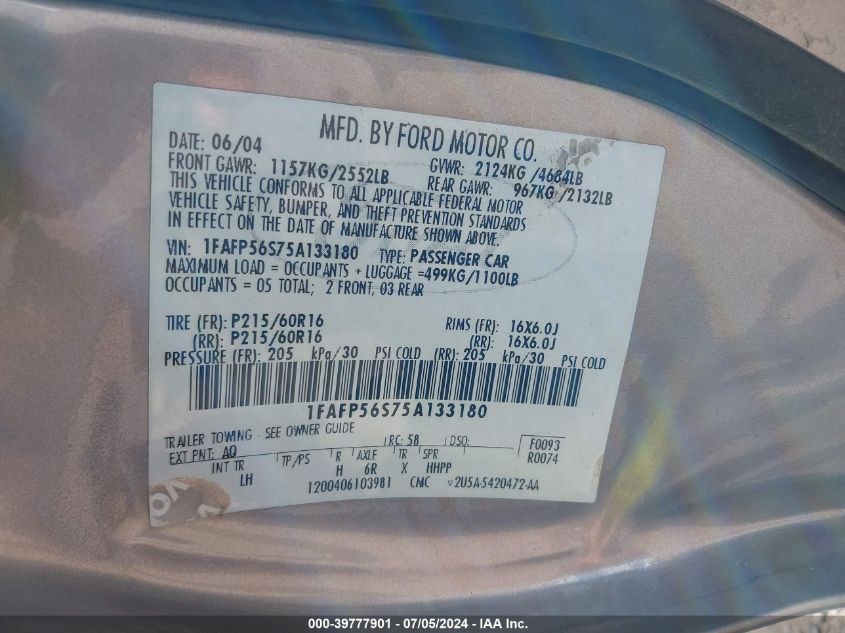 MFD. BY FORD MOTOR CO.
DATE: 06/04 GVWR: 2124KG/4684LB
FRONT GAWR: 1157KG/2552LB REAR GAWR: 967KG/2132LB
THIS VEHICLE CONFORMS TO ALL APPLICABLE FEDERAL MOTOR
VEHICLE SAFETY, BUMPER, AND THEFT PREVENTION STANDARDS
IN EFFECT ON THE DATE OF MANUFACTURE SHOWN ABOVE.
VIN: 1FAFP56S75A133180 TYPE: PASSENGER CAR
MAXIMUM LOAD = OCCUPANTS + LUGGAGE =499KG/1100LB
OCCUPANTS = 05 TOTAL; 2 FRONT, 03 REAR
TIRE (FR): P215/60R16 RIMS (FR): 16X6.0J
(RR): P215/60R16 (RR): 16X6.0J
PRESSURE (FR): 205 kPa/30 PSI COLD (RR): 205 kPa/30 PSI COLD
1FAFP56S75A133180
TRAILER TOWING - SEE OWNER GUIDE
EXT PNT: AQ RC: 58 DSO: F0093
INT TR TP/PS R AXLE TR SPR R0074
LH H 6R X HHPP
1200406103981 CMC v2U5A-5420472-AA
000-39777901 - 07/05/2024 - IAA Inc.